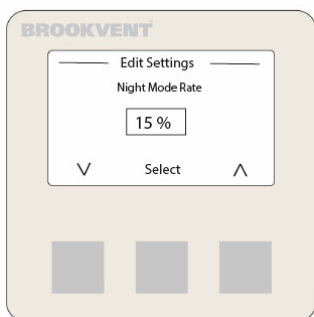 BROOKVENT®
Edit Settings
Night Mode Rate
15 %
Select